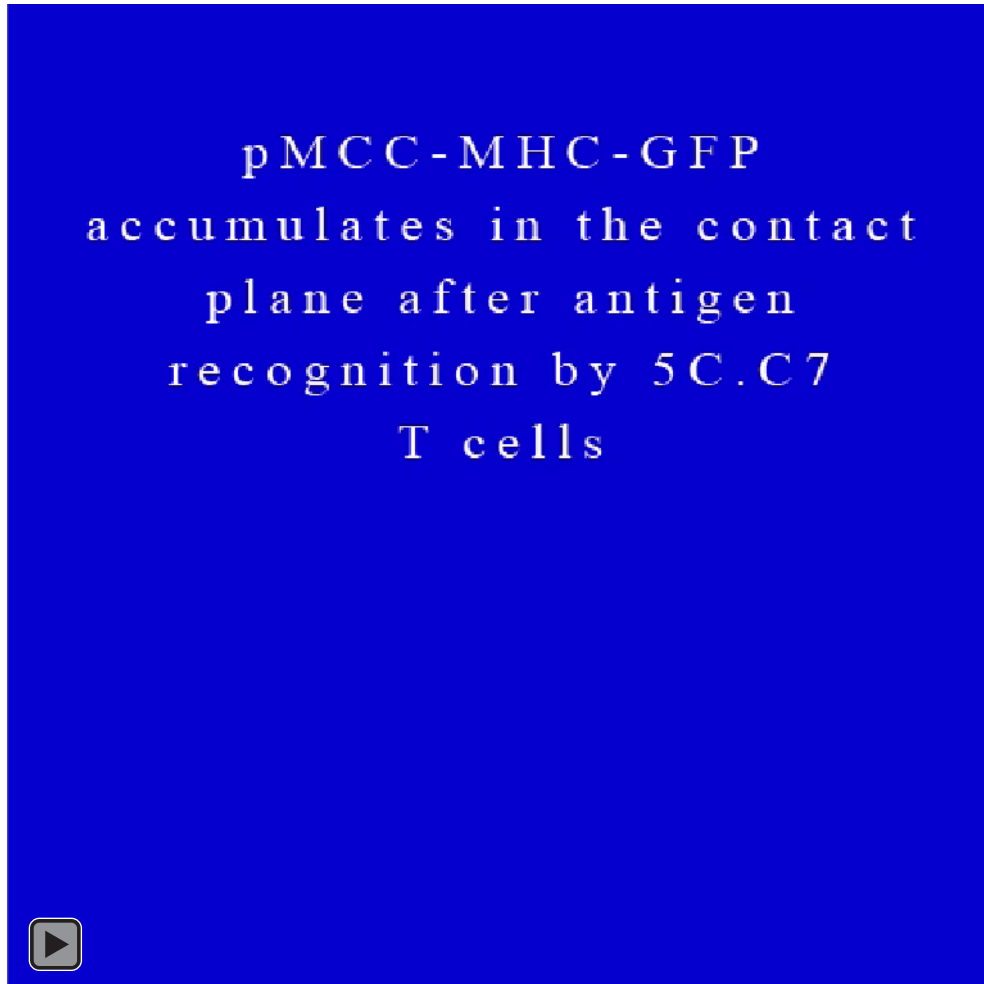 pMCC-MHC-GFP
accumulates in the contact
plane after antigen
recognition by 5C.C7
T cells